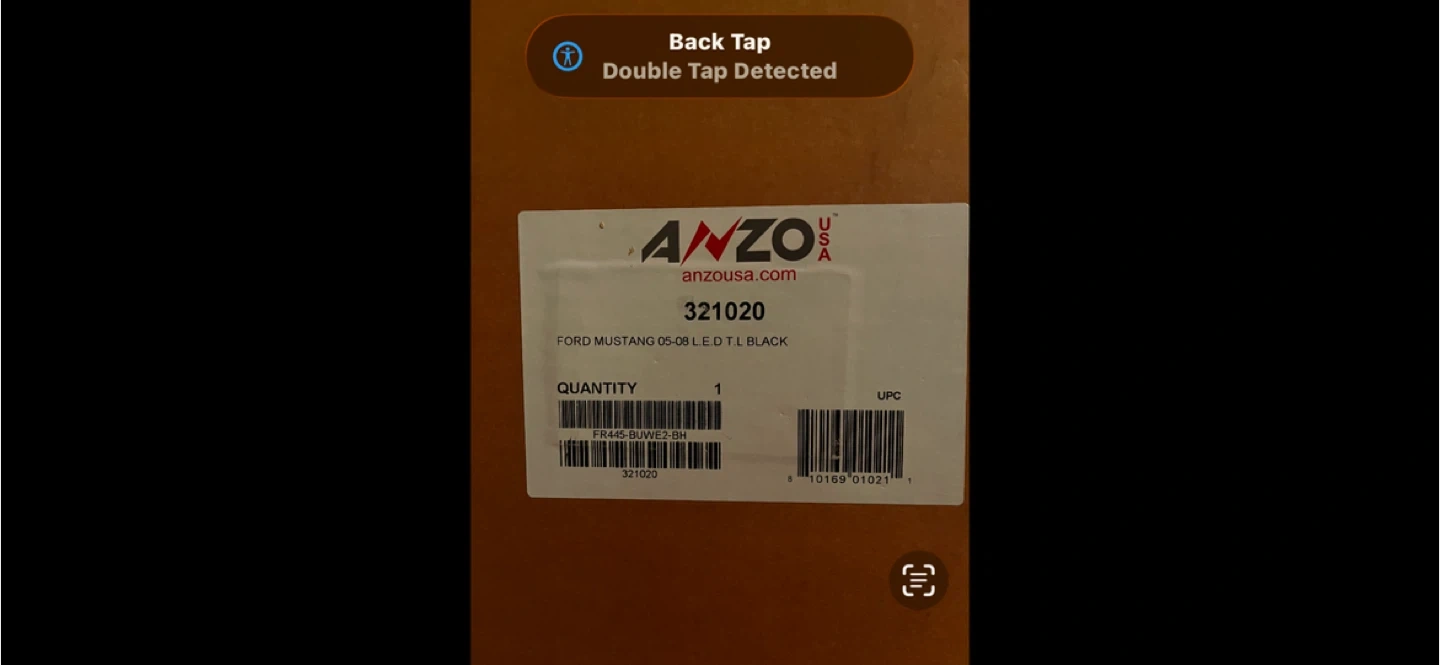 Back Tap
Double Tap Detected
ANZO USA™
anzousa.com
321020
FORD MUSTANG 05-08 L.E.D T.L BLACK
QUANTITY 1
UPC
FR445-BUWE2-BH
321020
8 10169 01021 1